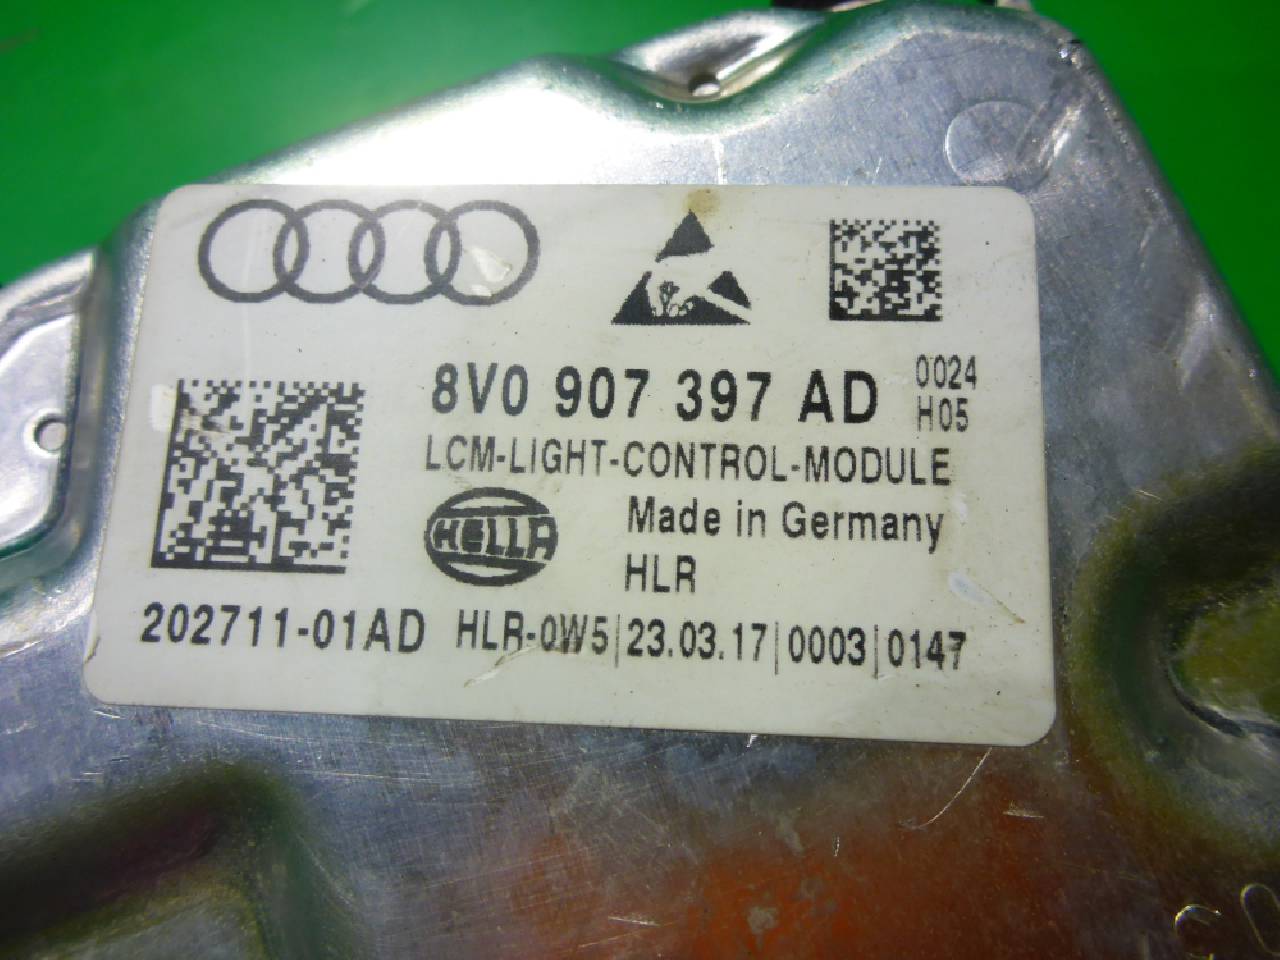 8V0 907 397 AD
0024
H05
LCM-LIGHT-CONTROL-MODULE
HELLA
Made in Germany
HLR
202711-01AD HLR-0W5|23.03.17|0003|0147